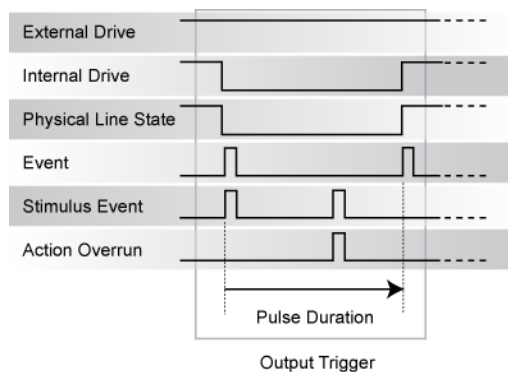 External Drive
Internal Drive
Physical Line State
Event
Stimulus Event
Action Overrun
Pulse Duration
Output Trigger